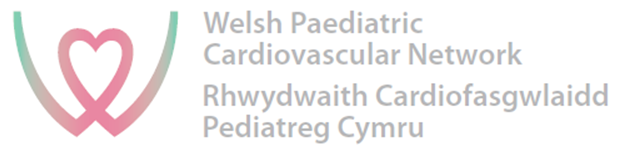 Welsh Paediatric
Cardiovascular Network
Rhwydwaith Cardiofasgwlaidd
Pediatreg Cymru